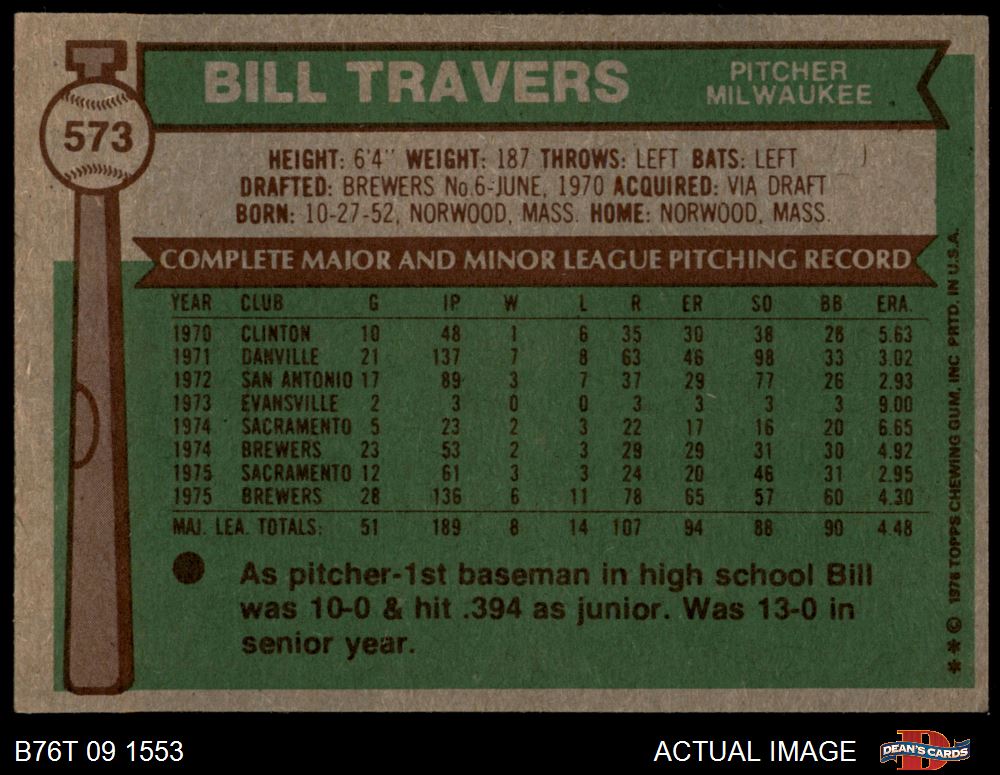 573
BILL TRAVERS
PITCHER
MILWAUKEE
HEIGHT: 6'4" WEIGHT: 187 THROWS: LEFT BATS: LEFT
DRAFTED: BREWERS No.6-JUNE, 1970 ACQUIRED: VIA DRAFT
BORN: 10-27-52, NORWOOD, MASS. HOME: NORWOOD, MASS.
COMPLETE MAJOR AND MINOR LEAGUE PITCHING RECORD
YEAR CLUB G IP W L R ER SO BB ERA.
1970 CLINTON 10 48 1 6 35 30 38 28 5.63
1971 DANVILLE 21 137 7 8 63 46 98 33 3.02
1972 SAN ANTONIO 17 89 3 7 37 29 77 26 2.93
1973 EVANSVILLE 2 3 0 0 3 3 3 3 9.00
1974 SACRAMENTO 5 23 2 3 22 17 16 20 6.65
1974 BREWERS 23 53 2 3 29 29 31 30 4.92
1975 SACRAMENTO 12 61 3 3 24 20 46 31 2.95
1975 BREWERS 28 136 6 11 78 65 57 60 4.30
MAJ. LEA. TOTALS: 51 189 8 14 107 94 88 90 4.48
As pitcher-1st baseman in high school Bill
was 10-0 & hit .394 as junior. Was 13-0 in
senior year.
** © 1976 TOPPS CHEWING GUM, INC PRTD. IN U.S.A.
B76T 09 1553
ACTUAL IMAGE
DEAN'S CARDS